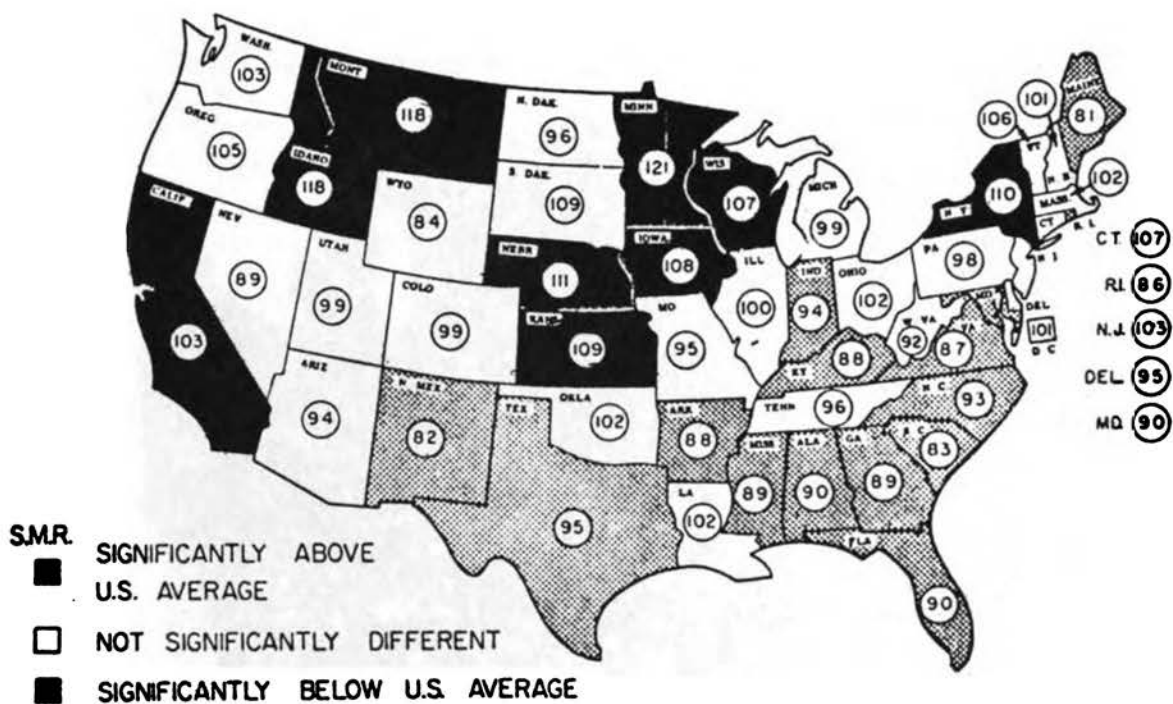 WASH.
103
MONT
118
N. DAK.
96
MINN
121
OREG
105
IDAHO
118
S. DAK.
109
WIS
107
MICH
99
WYO
84
CALIF.
103
NEV
89
UTAH
99
COLO
99
NEBR
111
IOWA
108
KANS
109
MO
95
ILL
100
IND
94
OHIO
102
PA
98
N Y
110
106
VT
101
N H
MAINE
81
MASS
102
CT
R I
N J
DEL
101
D C
MD
W VA
92
VA
87
KY
88
TENN
96
N C
93
S C
83
GA
89
ALA
90
MISS
89
ARK
88
LA
102
OKLA
102
TEX
95
N MEX
82
ARIZ
94
FLA
90
CT. 107
R.I. 86
N.J. 103
DEL. 95
MD. 90
S.M.R.
SIGNIFICANTLY ABOVE
U.S. AVERAGE
NOT SIGNIFICANTLY DIFFERENT
SIGNIFICANTLY BELOW U.S. AVERAGE